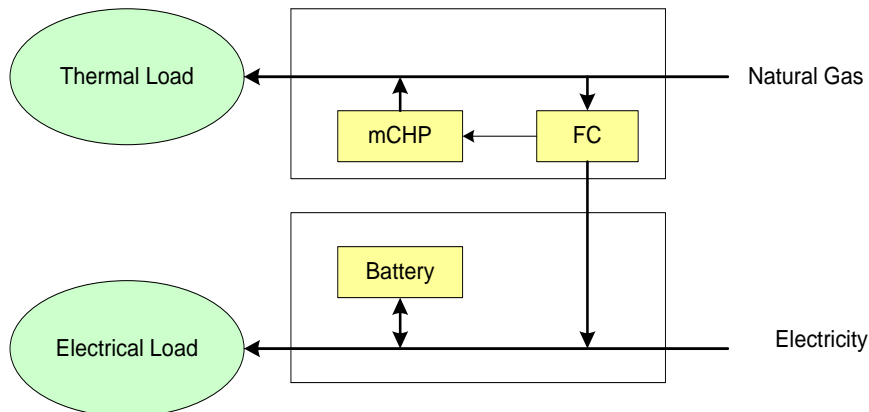 Thermal Load
Natural Gas
mCHP
FC
Battery
Electrical Load
Electricity